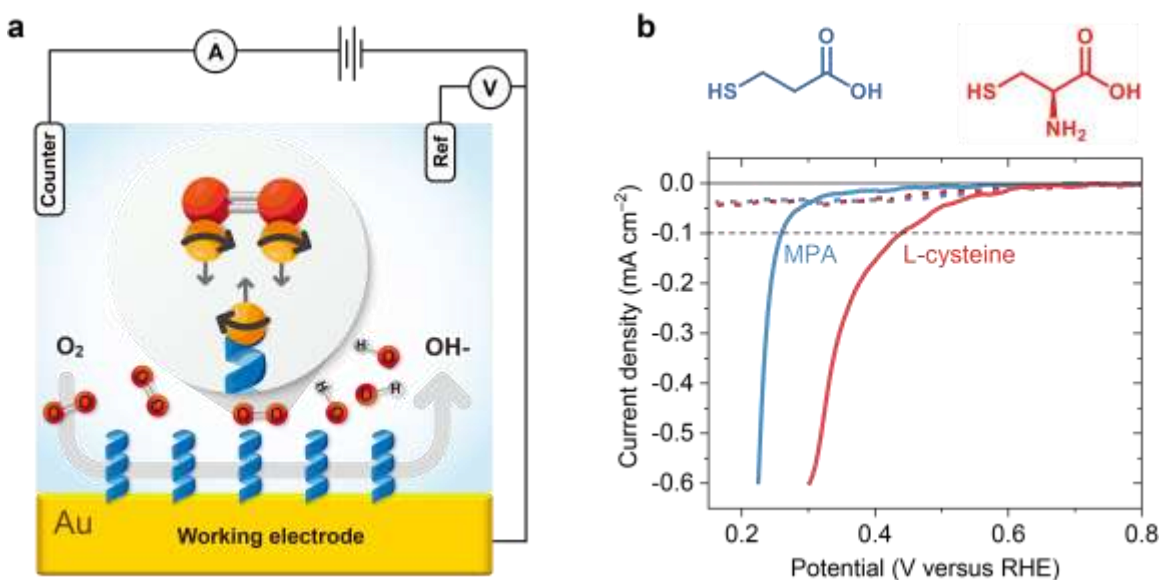 a
A
V
Counter
Ref
O₂
OH-
H
O
O
O
O
O
O
H
O
O
H
O
Au
Working electrode
b
O
HS
OH
O
HS
OH
NH₂
0.0
-0.1
-0.2
-0.3
-0.4
-0.5
-0.6
MPA
L-cysteine
Current density (mA cm⁻²)
0.2
0.4
0.6
0.8
Potential (V versus RHE)